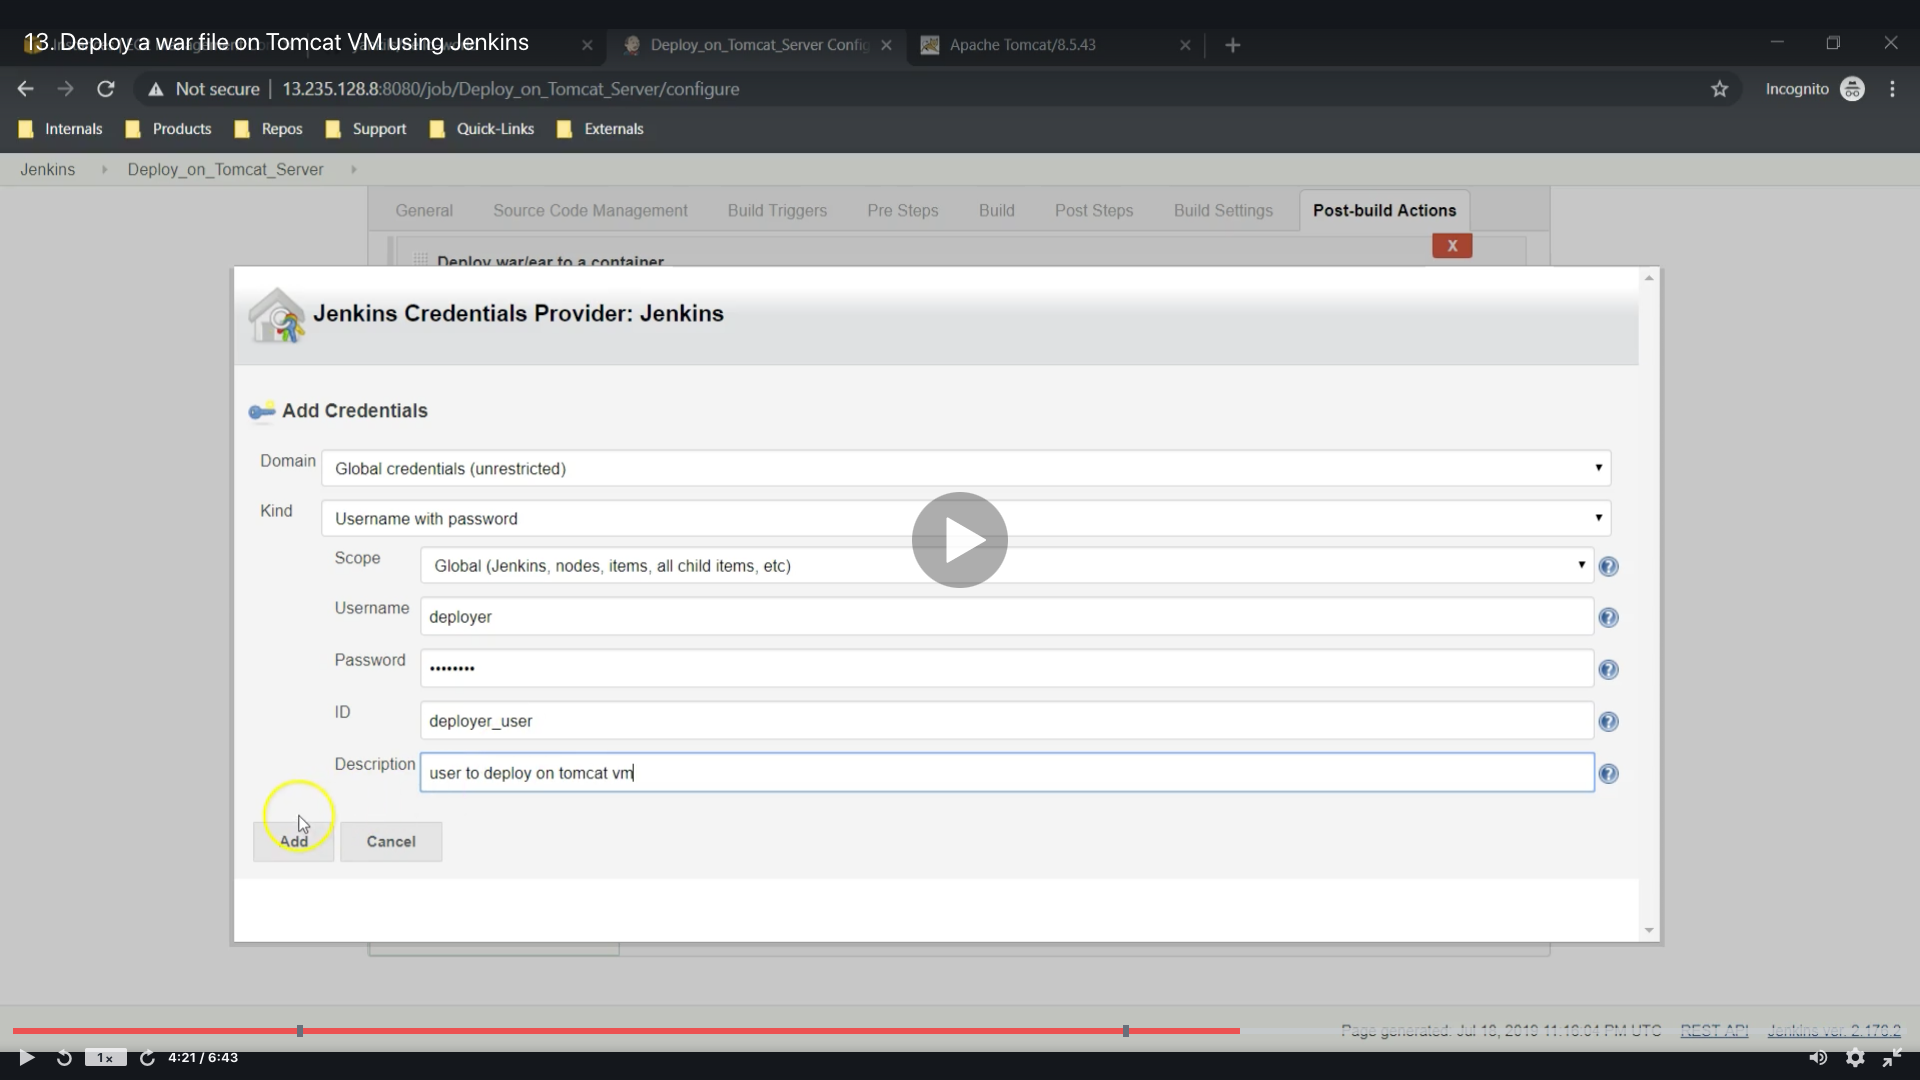 13. Deploy a war file on Tomcat VM using Jenkins
Deploy_on_Tomcat_Server Config
Apache Tomcat/8.5.43
Not secure
13.235.128.8:8080/job/Deploy_on_Tomcat_Server/configure
Incognito
Internals
Products
Repos
Support
Quick-Links
Externals
Jenkins
Deploy_on_Tomcat_Server
General
Source Code Management
Build Triggers
Pre Steps
Build
Post Steps
Build Settings
Post-build Actions
X
Deploy war/ear to a container
Jenkins Credentials Provider: Jenkins
Add Credentials
Domain
Global credentials (unrestricted)
Kind
Username with password
Scope
Global (Jenkins, nodes, items, all child items, etc)
Username
deployer
Password
••••••••
ID
deployer_user
Description
user to deploy on tomcat vm
Add
Cancel
Page generated: Jul 18, 2019 11:16:04 PM UTC
REST API
Jenkins ver. 2.176.2
1x
4:21 / 6:43